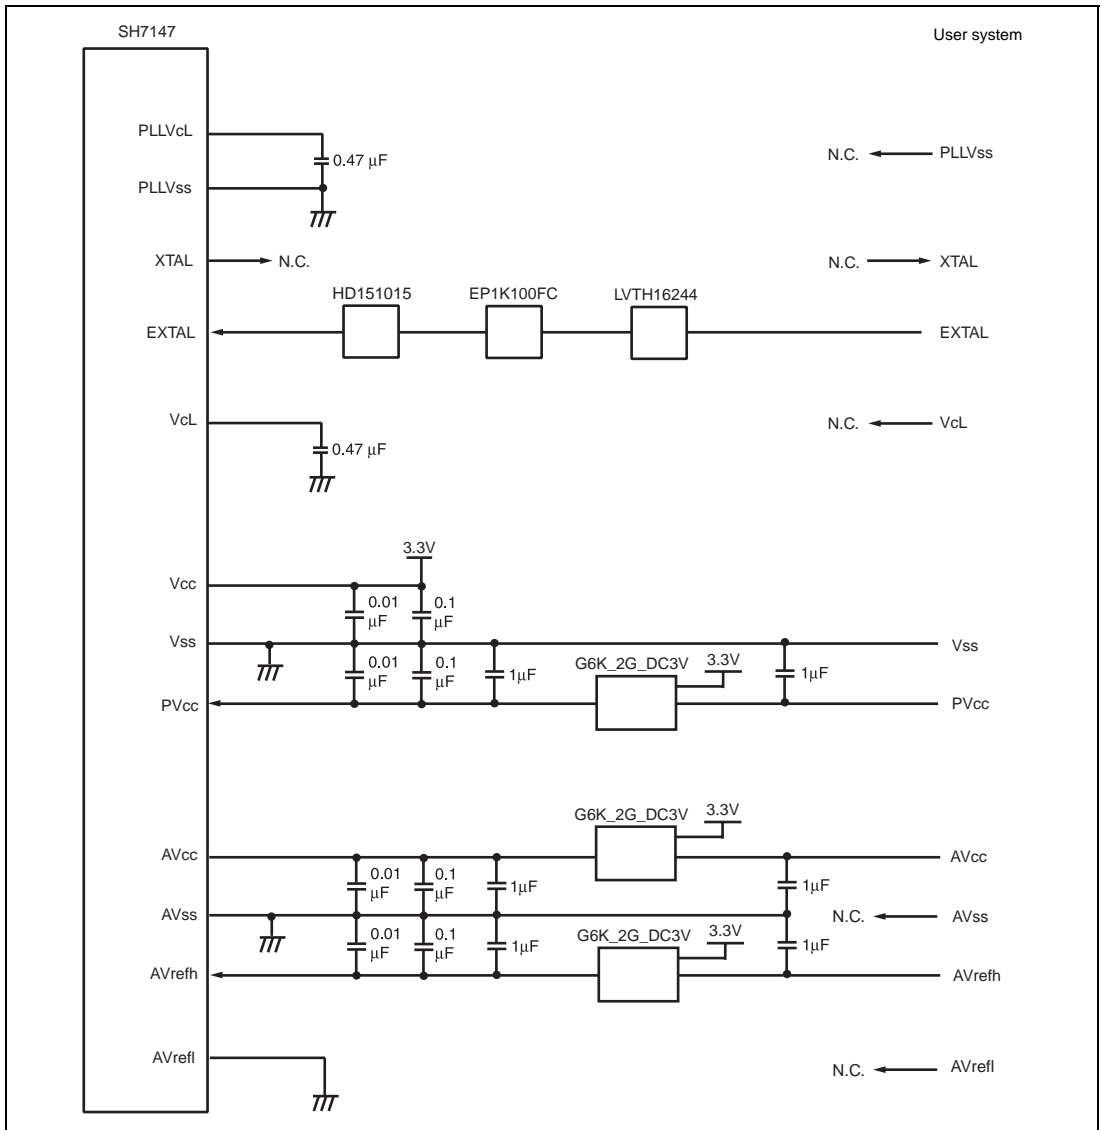 SH7147
User system
PLLVcL
0.47 µF
PLLVss
N.C.
PLLVss
XTAL
N.C.
N.C.
XTAL
HD151015
EP1K100FC
LVTH16244
EXTAL
EXTAL
VcL
0.47 µF
N.C.
VcL
3.3V
Vcc
0.01
µF
0.1
µF
Vss
Vss
0.01
µF
0.1
µF
1µF
G6K_2G_DC3V
3.3V
1µF
PVcc
PVcc
G6K_2G_DC3V
3.3V
AVcc
AVcc
0.01
µF
0.1
µF
1µF
1µF
AVss
N.C.
AVss
0.01
µF
0.1
µF
1µF
G6K_2G_DC3V
3.3V
1µF
AVrefh
AVrefh
AVrefl
N.C.
AVrefl